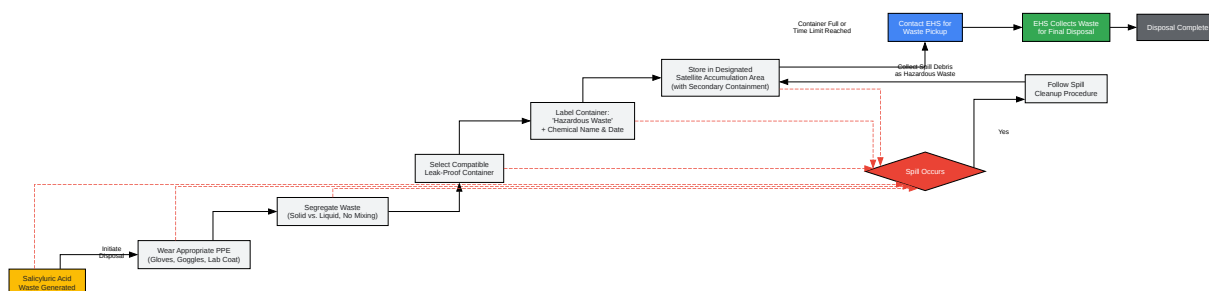 Container Full or
Time Limit Reached
Contact EHS for
Waste Pickup
EHS Collects Waste
for Final Disposal
Disposal Complete
Store in Designated
Satellite Accumulation Area
(with Secondary Containment)
Collect Spill Debris
as Hazardous Waste
Follow Spill
Cleanup Procedure
Label Container:
'Hazardous Waste'
+ Chemical Name & Date
Yes
Select Compatible
Leak-Proof Container
Spill Occurs
Segregate Waste
(Solid vs. Liquid, No Mixing)
Initiate
Disposal
Wear Appropriate PPE
(Gloves, Goggles, Lab Coat)
Salicyluric Acid
Waste Generated